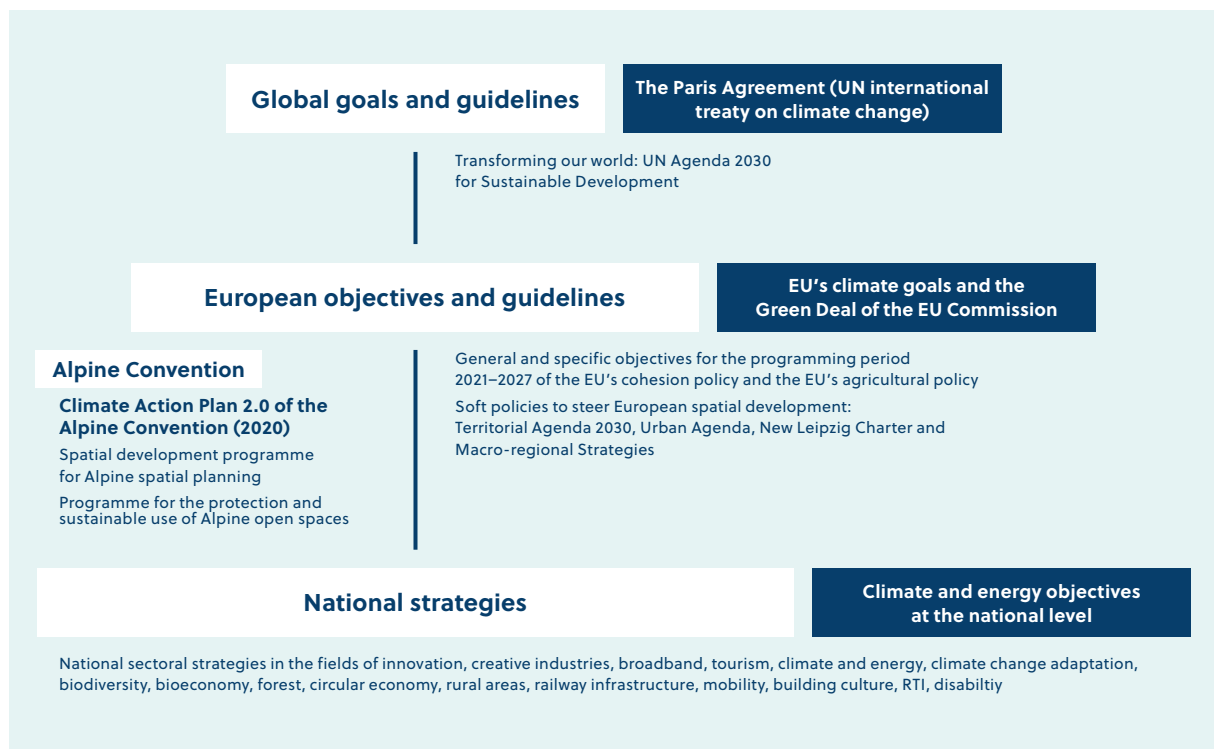 Global goals and guidelines
The Paris Agreement (UN international
treaty on climate change)
Transforming our world: UN Agenda 2030
for Sustainable Development
European objectives and guidelines
EU’s climate goals and the
Green Deal of the EU Commission
Alpine Convention
Climate Action Plan 2.0 of the
Alpine Convention (2020)
Spatial development programme
for Alpine spatial planning
Programme for the protection and
sustainable use of Alpine open spaces
General and specific objectives for the programming period
2021–2027 of the EU’s cohesion policy and the EU’s agricultural policy
Soft policies to steer European spatial development:
Territorial Agenda 2030, Urban Agenda, New Leipzig Charter and
Macro-regional Strategies
National strategies
Climate and energy objectives
at the national level
National sectoral strategies in the fields of innovation, creative industries, broadband, tourism, climate and energy, climate change adaptation,
biodiversity, bioeconomy, forest, circular economy, rural areas, railway infrastructure, mobility, building culture, RTI, disabiltiy